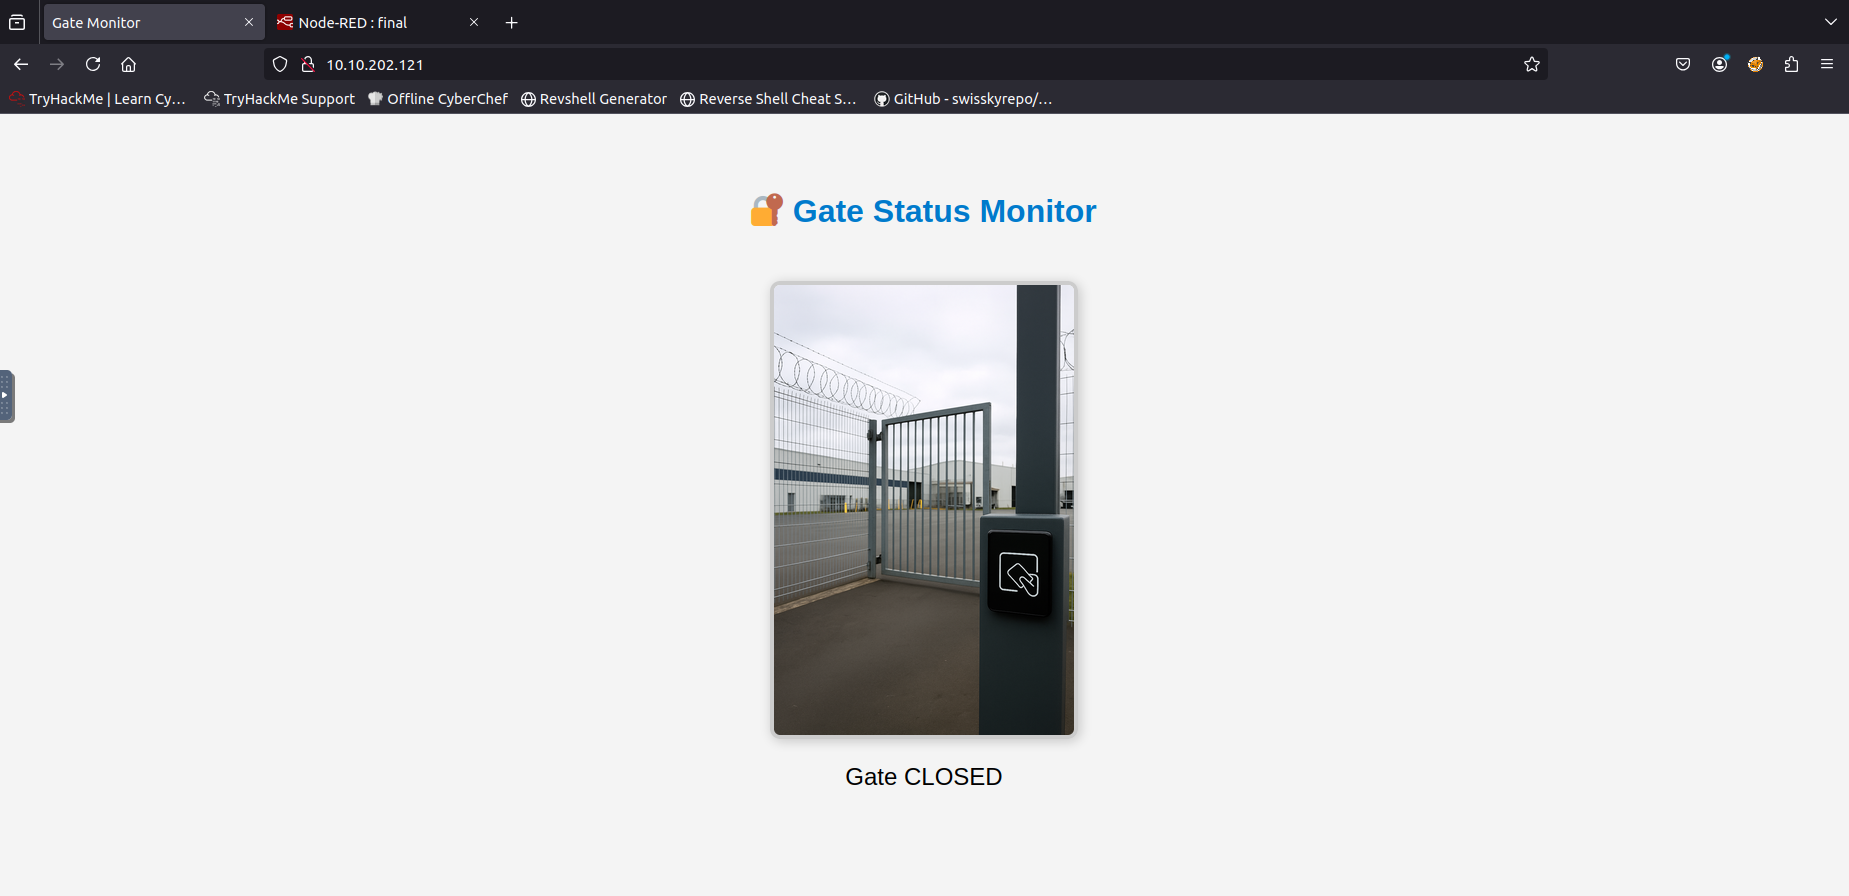 Gate Monitor
Node-RED : final
10.10.202.121
TryHackMe | Learn Cy…
TryHackMe Support
Offline CyberChef
Revshell Generator
Reverse Shell Cheat S…
GitHub - swisskyrepo/…
Gate Status Monitor
Gate CLOSED